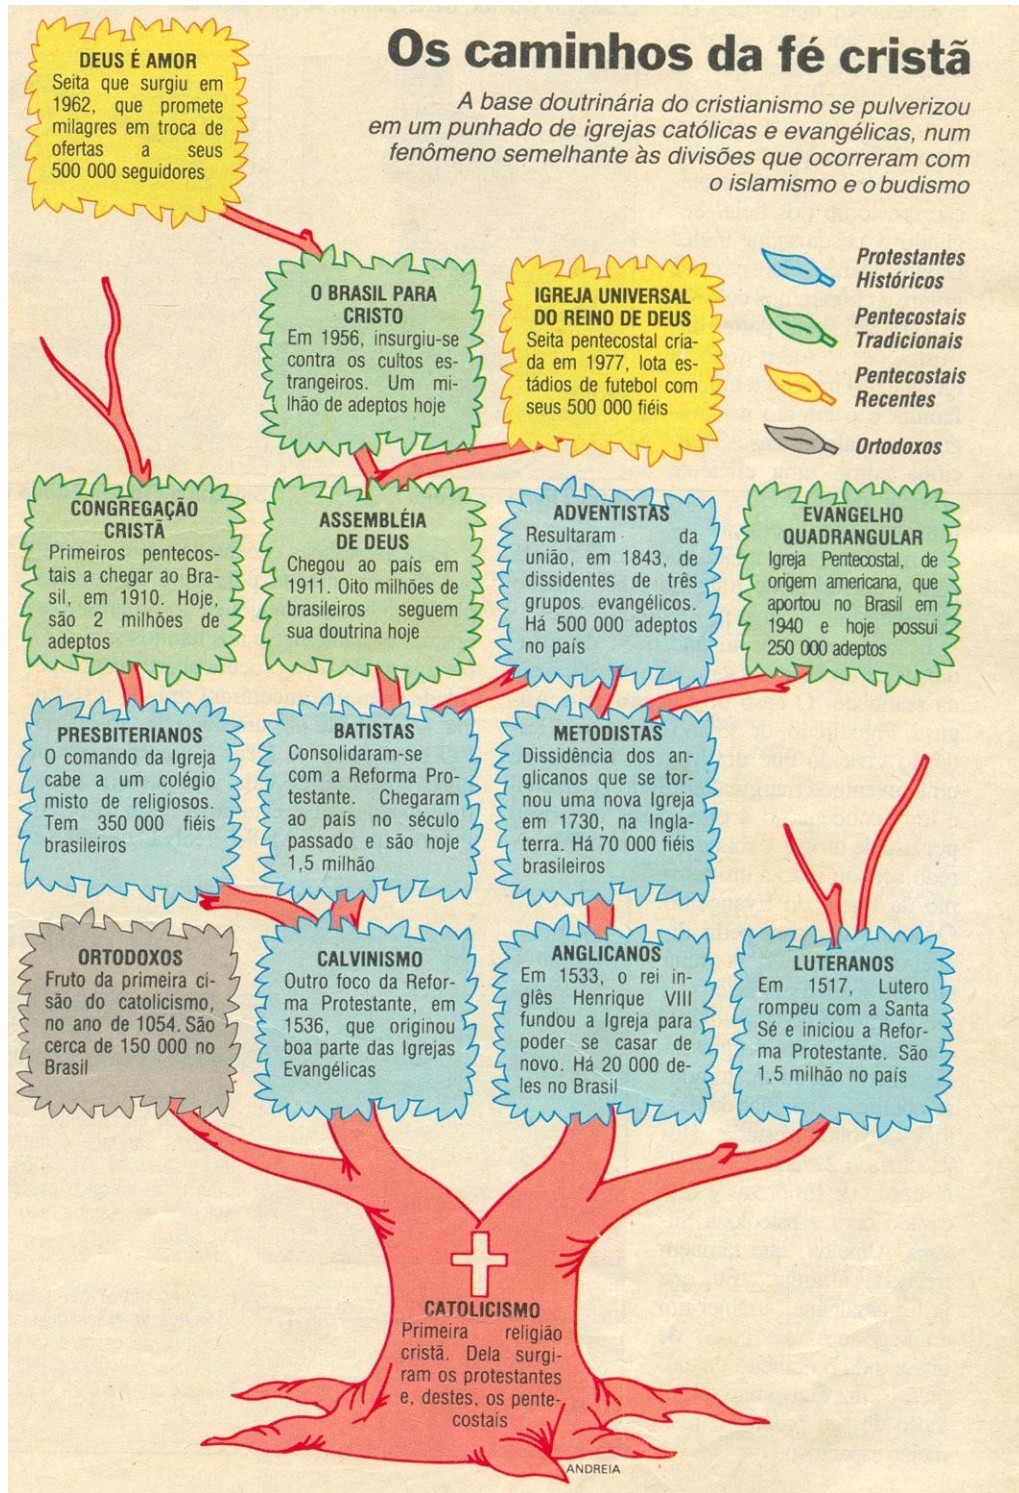 Os caminhos da fé cristã
A base doutrinária do cristianismo se pulverizou
em um punhado de igrejas católicas e evangélicas, num
fenômeno semelhante às divisões que ocorreram com
o islamismo e o budismo
DEUS É AMOR
Seita que surgiu em
1962, que promete
milagres em troca de
ofertas a seus
500 000 seguidores
Protestantes
Históricos
Pentecostais
Tradicionais
Pentecostais
Recentes
Ortodoxos
O BRASIL PARA
CRISTO
Em 1956, insurgiu-se
contra os cultos es-
trangeiros. Um mi-
lhão de adeptos hoje
IGREJA UNIVERSAL
DO REINO DE DEUS
Seita pentecostal cria-
da em 1977, lota es-
tádios de futebol com
seus 500 000 fiéis
CONGREGAÇÃO
CRISTÃ
Primeiros pentecos-
tais a chegar ao Bra-
sil, em 1910. Hoje,
são 2 milhões de
adeptos
ASSEMBLÉIA
DE DEUS
Chegou ao país em
1911. Oito milhões de
brasileiros seguem
sua doutrina hoje
ADVENTISTAS
Resultaram da
união, em 1843, de
dissidentes de três
grupos evangélicos.
Há 500 000 adeptos
no país
EVANGELHO
QUADRANGULAR
Igreja Pentecostal, de
origem americana, que
aportou no Brasil em
1940 e hoje possui
250 000 adeptos
PRESBITERIANOS
O comando da Igreja
cabe a um colégio
misto de religiosos.
Tem 350 000 fiéis
brasileiros
BATISTAS
Consolidaram-se
com a Reforma Pro-
testante. Chegaram
ao país no século
passado e são hoje
1,5 milhão
METODISTAS
Dissidência dos an-
glicanos que se tor-
nou uma nova Igreja
em 1730, na Ingla-
terra. Há 70 000 fiéis
brasileiros
ORTODOXOS
Fruto da primeira ci-
são do catolicismo,
no ano de 1054. São
cerca de 150 000 no
Brasil
CALVINISMO
Outro foco da Refor-
ma Protestante, em
1536, que originou
boa parte das Igrejas
Evangélicas
ANGLICANOS
Em 1533, o rei in-
glês Henrique VIII
fundou a Igreja para
poder se casar de
novo. Há 20 000 de-
les no Brasil
LUTERANOS
Em 1517, Lutero
rompeu com a Santa
Sé e iniciou a Refor-
ma Protestante. São
1,5 milhão no país
CATOLICISMO
Primeira religião
cristã. Dela surgi-
ram os protestantes
e, destes, os pente-
costais
ANDREIA